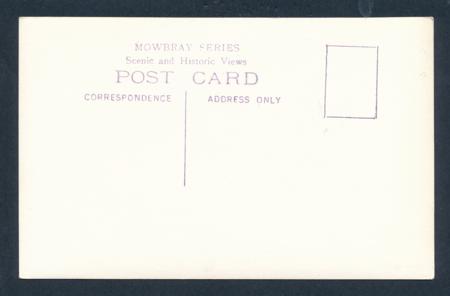 MOWBRAY SERIES
Scenic and Historic Views
POST CARD
CORRESPONDENCE ADDRESS ONLY